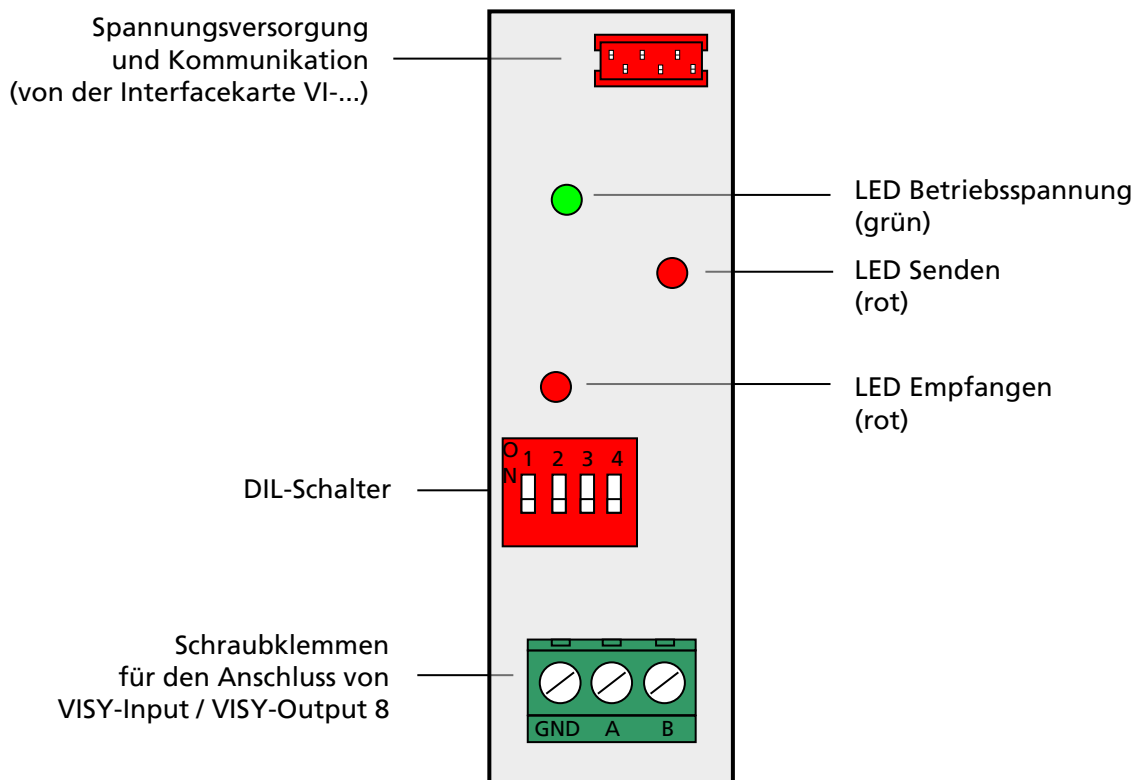 Spannungsversorgung
und Kommunikation
(von der Interfacekarte VI-...)
LED Betriebsspannung
(grün)
LED Senden
(rot)
LED Empfangen
(rot)
O
N
1 2 3 4
DIL-Schalter
Schraubklemmen
für den Anschluss von
VISY-Input / VISY-Output 8
GND A B